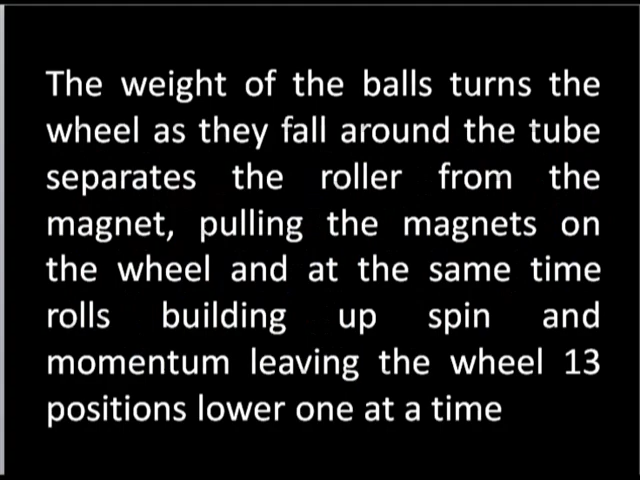 The weight of the balls turns the
wheel as they fall around the tube
separates the roller from the
magnet, pulling the magnets on
the wheel and at the same time
rolls building up spin and
momentum leaving the wheel 13
positions lower one at a time